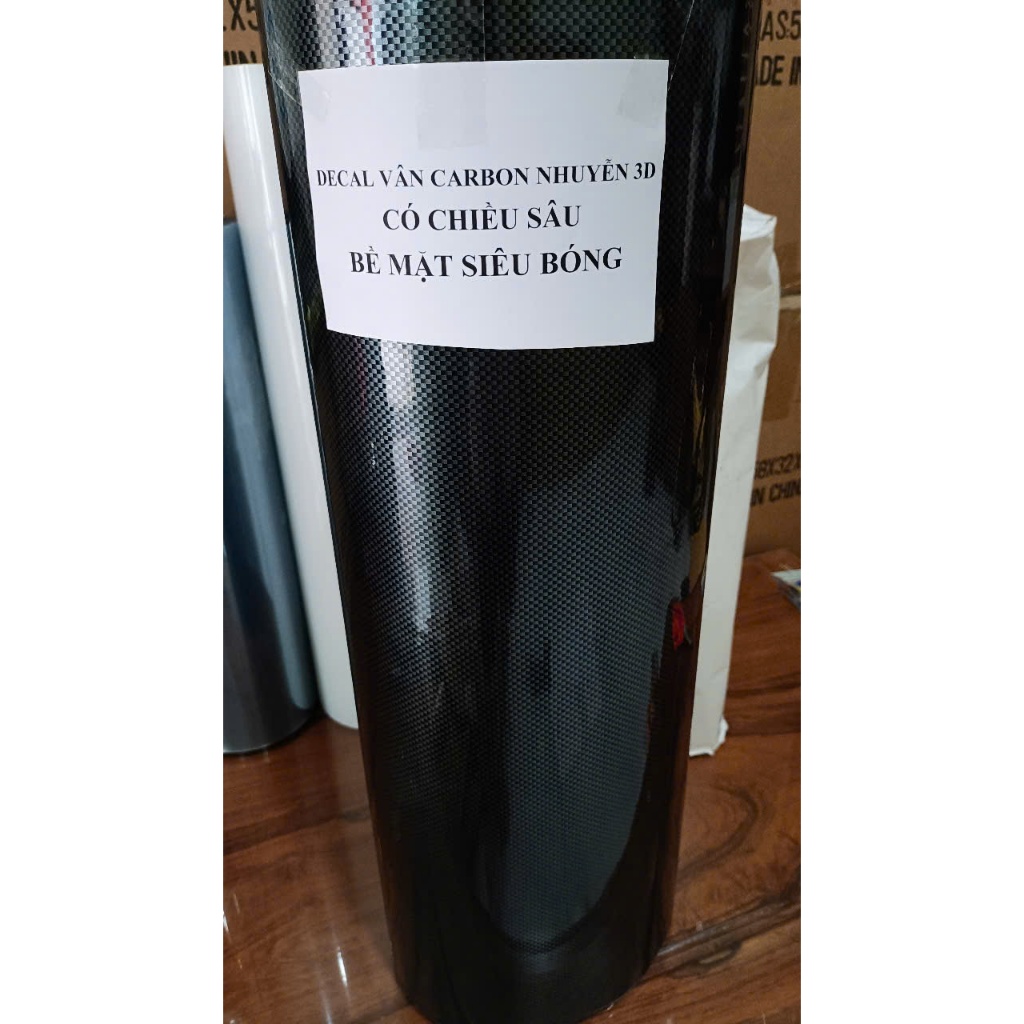 DECAL VÂN CARBON NHUYỄN 3D
CÓ CHIỀU SÂU
BỀ MẶT SIÊU BÓNG